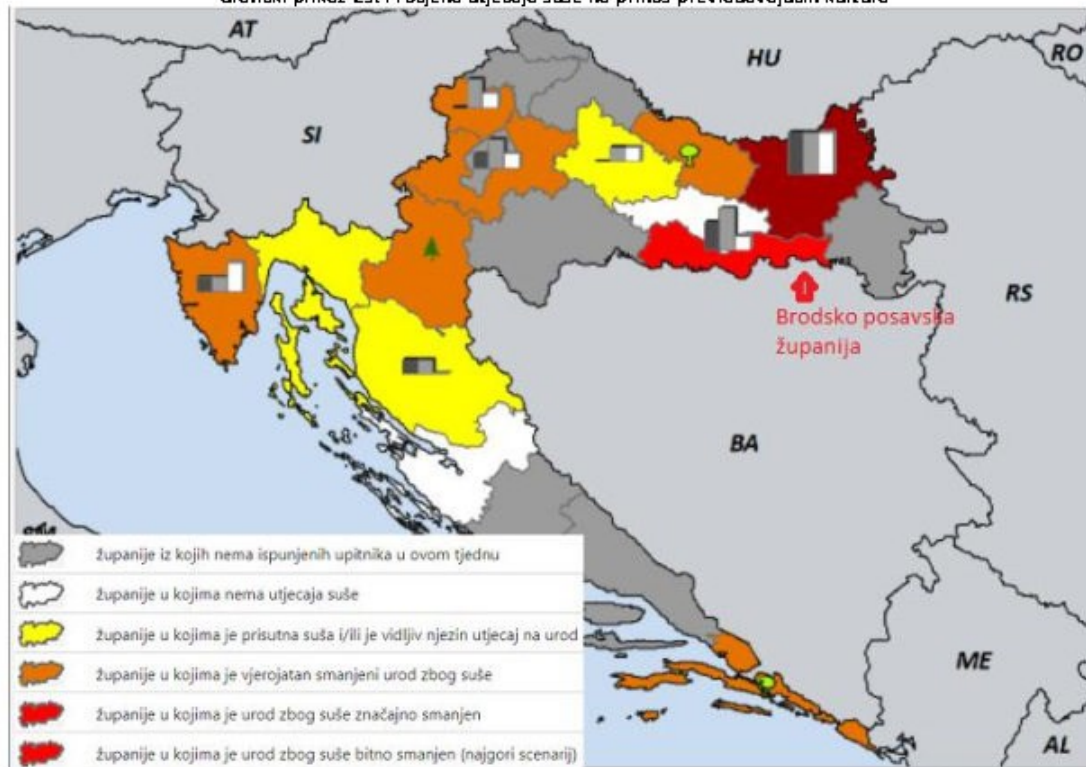 AT
HU
RO
SI
RS
Brodsko posavska
županija
BA
županije iz kojih nema ispunjenih upitnika u ovom tjednu
županije u kojima nema utjecaja suše
županije u kojima je prisutna suša i/ili je vidljiv njezin utjecaj na urod
županije u kojima je vjerojatan smanjeni urod zbog suše
ME
županije u kojima je urod zbog suše značajno smanjen
županije u kojima je urod zbog suše bitno smanjen (najgori scenarij)
AL